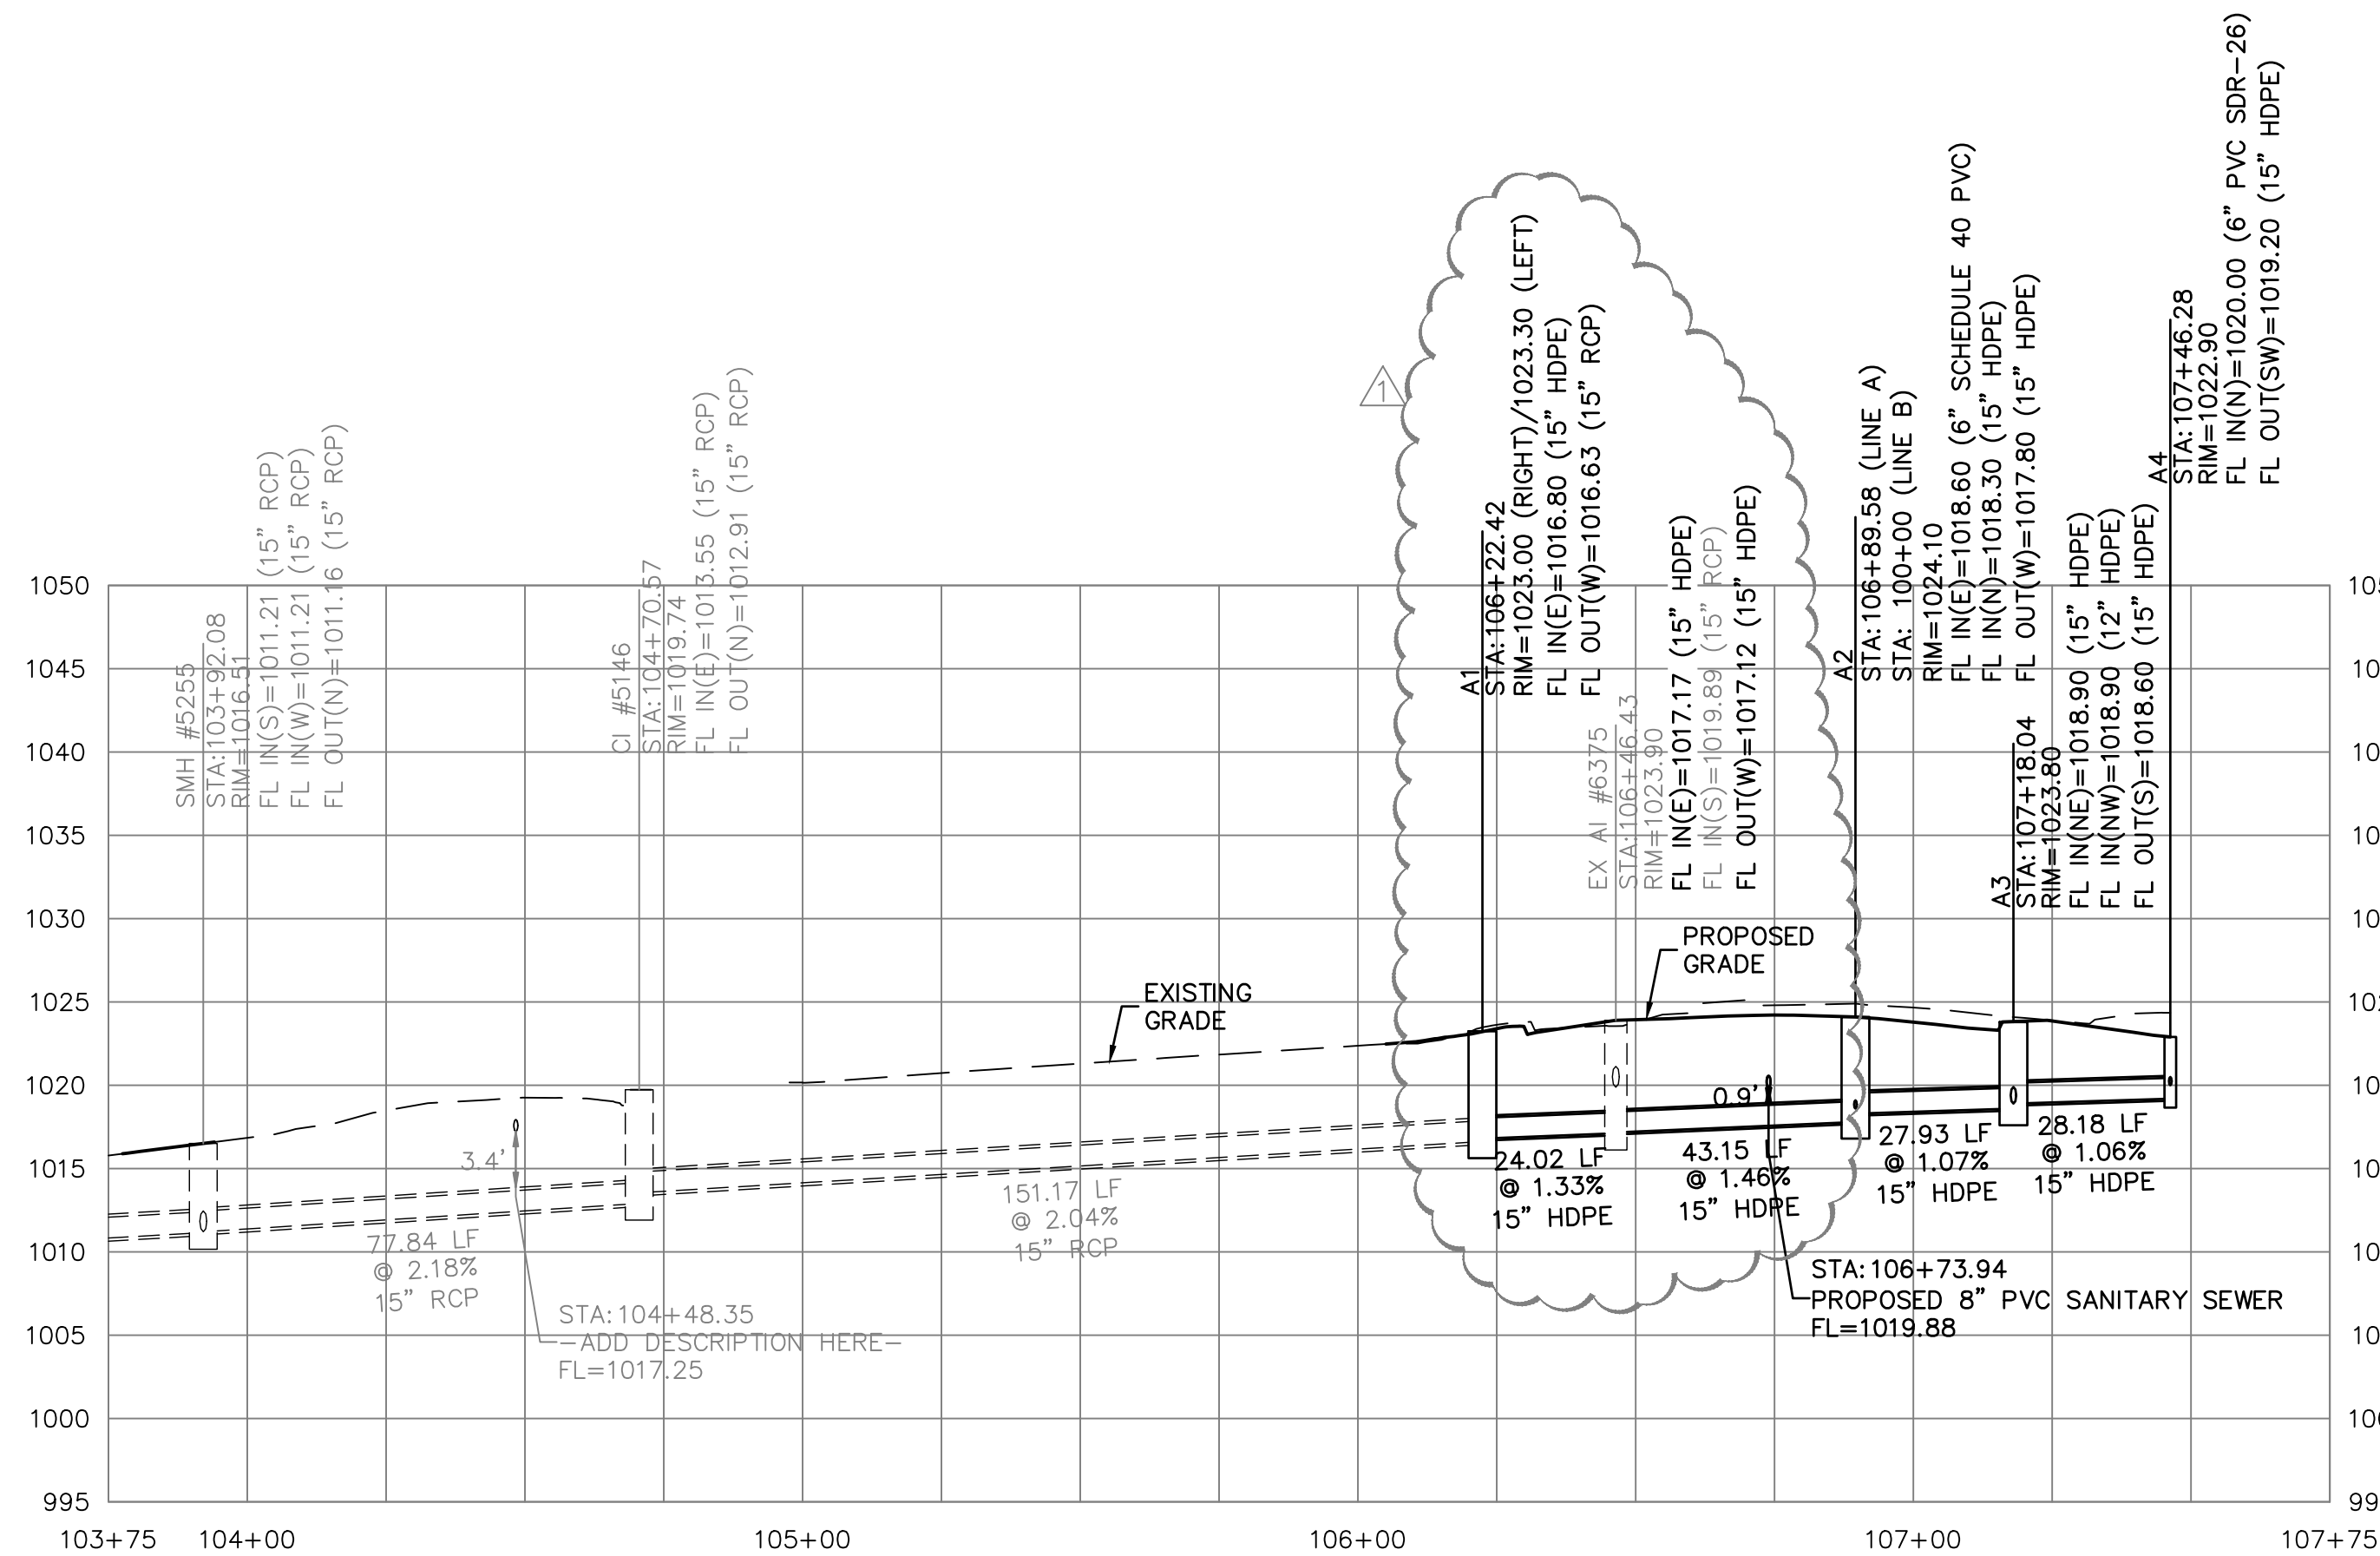 SMH #5255
STA:103+92.08
RIM=1016.51
FL IN(S)=1011.21 (15” RCP)
FL IN(W)=1011.21 (15” RCP)
FL OUT(N)=1011.16 (15” RCP)
CI #5146
STA:104+70.57
RIM=1019.74
FL IN(E)=1013.55 (15” RCP)
FL OUT(N)=1012.91 (15” RCP)
1
A1
STA:106+22.42
RIM=1023.00 (RIGHT)/1023.30 (LEFT)
FL IN(E)=1016.80 (15” HDPE)
FL OUT(W)=1016.63 (15” RCP)
EX AI #6375
STA:106+46.43
RIM=1023.90
FL IN(E)=1017.17 (15” HDPE)
FL IN(S)=1019.89 (15” RCP)
FL OUT(W)=1017.12 (15” HDPE)
A2
STA:106+89.58 (LINE A)
STA: 100+00 (LINE B)
RIM=1024.10
FL IN(E)=1018.60 (6” SCHEDULE 40 PVC)
FL IN(N)=1018.30 (15” HDPE)
FL OUT(W)=1017.80 (15” HDPE)
A3
STA:107+18.04
RIM=1023.80
FL IN(NE)=1018.90 (15” HDPE)
FL IN(NW)=1018.90 (12” HDPE)
FL OUT(S)=1018.60 (15” HDPE)
A4
STA:107+46.28
RIM=1022.90
FL IN(N)=1020.00 (6” PVC SDR-26)
FL OUT(SW)=1019.20 (15” HDPE)
1050
1045
1040
1035
1030
1025
1020
1015
1010
1005
1000
995
EXISTING
GRADE
PROPOSED
GRADE
3.4'
0.9'
77.84 LF
@ 2.18%
15” RCP
151.17 LF
@ 2.04%
15” RCP
24.02 LF
@ 1.33%
15” HDPE
43.15 LF
@ 1.46%
15” HDPE
27.93 LF
@ 1.07%
15” HDPE
28.18 LF
@ 1.06%
15” HDPE
STA:104+48.35
-ADD DESCRIPTION HERE-
FL=1017.25
STA:106+73.94
PROPOSED 8” PVC SANITARY SEWER
FL=1019.88
103+75
104+00
105+00
106+00
107+00
107+75